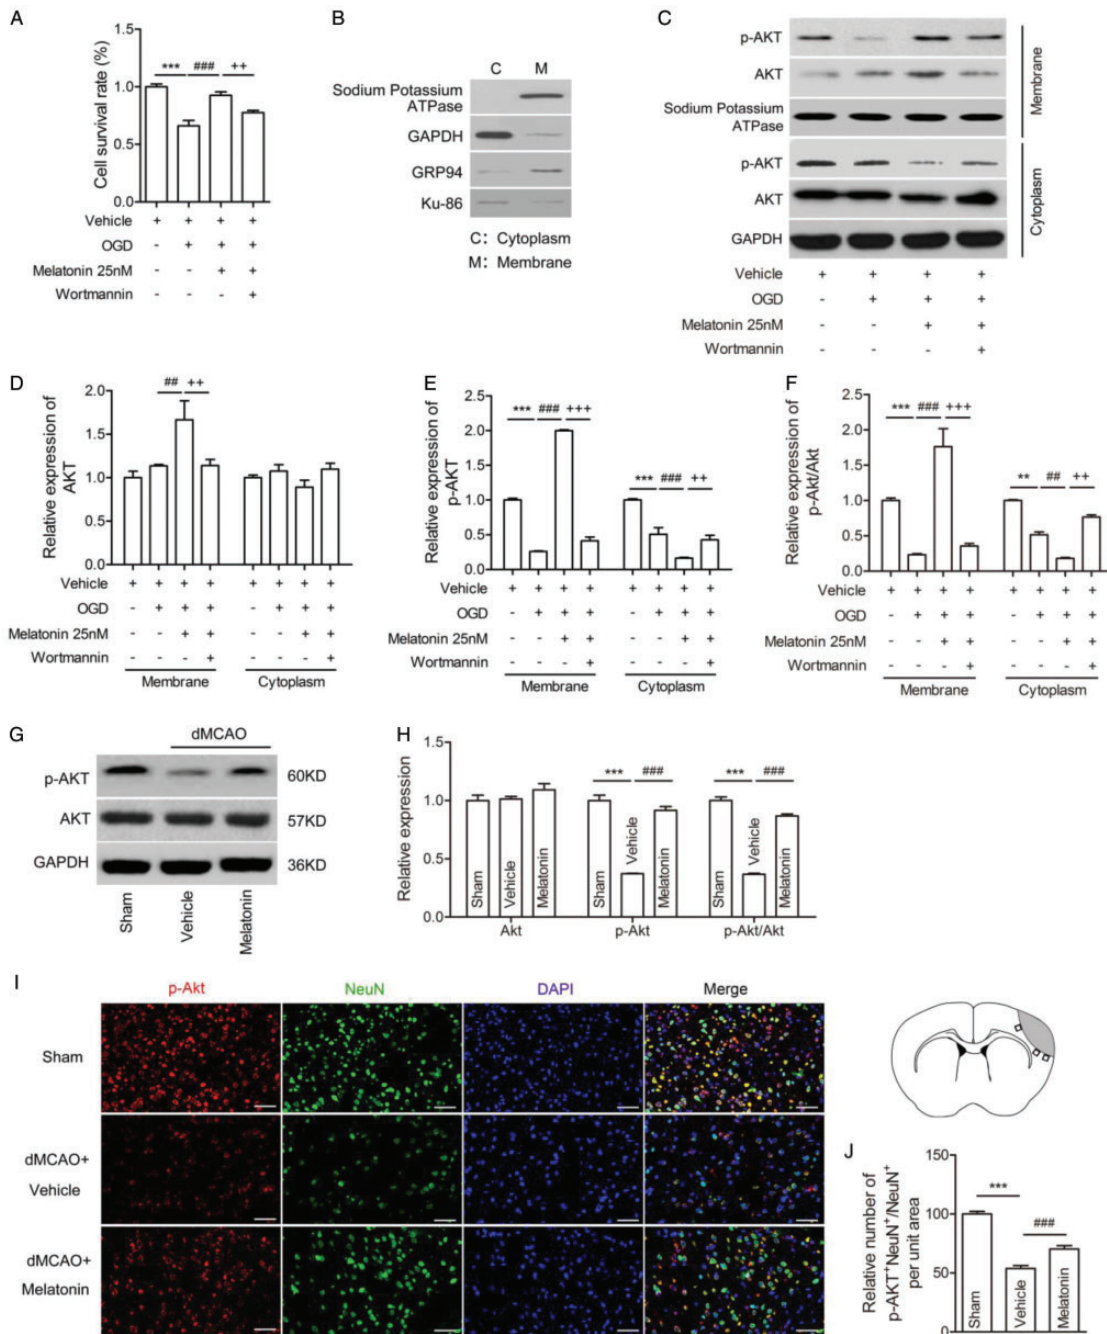 A
Cell survival rate (%)
1.5
1.0
0.5
0.0
*** ### ++
Vehicle + + + +
OGD - + + +
Melatonin 25nM - - + +
Wortmannin - - - +
B
C M
Sodium Potassium
ATPase
GAPDH
GRP94
Ku-86
C: Cytoplasm
M: Membrane
C
p-AKT
AKT
Sodium Potassium
ATPase
Membrane
p-AKT
AKT
GAPDH
Cytoplasm
Vehicle + + + +
OGD - + + +
Melatonin 25nM - - + +
Wortmannin - - - +
D
Relative expression of
AKT
2.0
1.5
1.0
0.5
0.0
## ++
Vehicle + + + + + + + +
OGD - + + + - + + +
Melatonin 25nM - - + + - - + +
Wortmannin - - - + - - - +
Membrane Cytoplasm
E
Relative expression of
p-AKT
2.5
2.0
1.5
1.0
0.5
0.0
*** ### +++
*** ### ++
Vehicle + + + + + + + +
OGD - + + + - + + +
Melatonin 25nM - - + + - - + +
Wortmannin - - - + - - - +
Membrane Cytoplasm
F
Relative expression of
p-Akt/Akt
2.5
2.0
1.5
1.0
0.5
0.0
*** ### +++
** ## ++
Vehicle + + + + + + + +
OGD - + + + - + + +
Melatonin 25nM - - + + - - + +
Wortmannin - - - + - - - +
Membrane Cytoplasm
G
dMCAO
p-AKT 60KD
AKT 57KD
GAPDH 36KD
Sham Vehicle Melatonin
H
Relative expression
1.5
1.0
0.5
0.0
*** ### *** ###
Sham Vehicle Melatonin Sham Vehicle Melatonin Sham Vehicle Melatonin
Akt p-Akt p-Akt/Akt
I
p-Akt NeuN DAPI Merge
Sham
dMCAO+
Vehicle
dMCAO+
Melatonin
J
Relative number of
p-AKT⁺NeuN⁺/NeuN⁺
per unit area
150
100
50
0
***
###
Sham Vehicle Melatonin